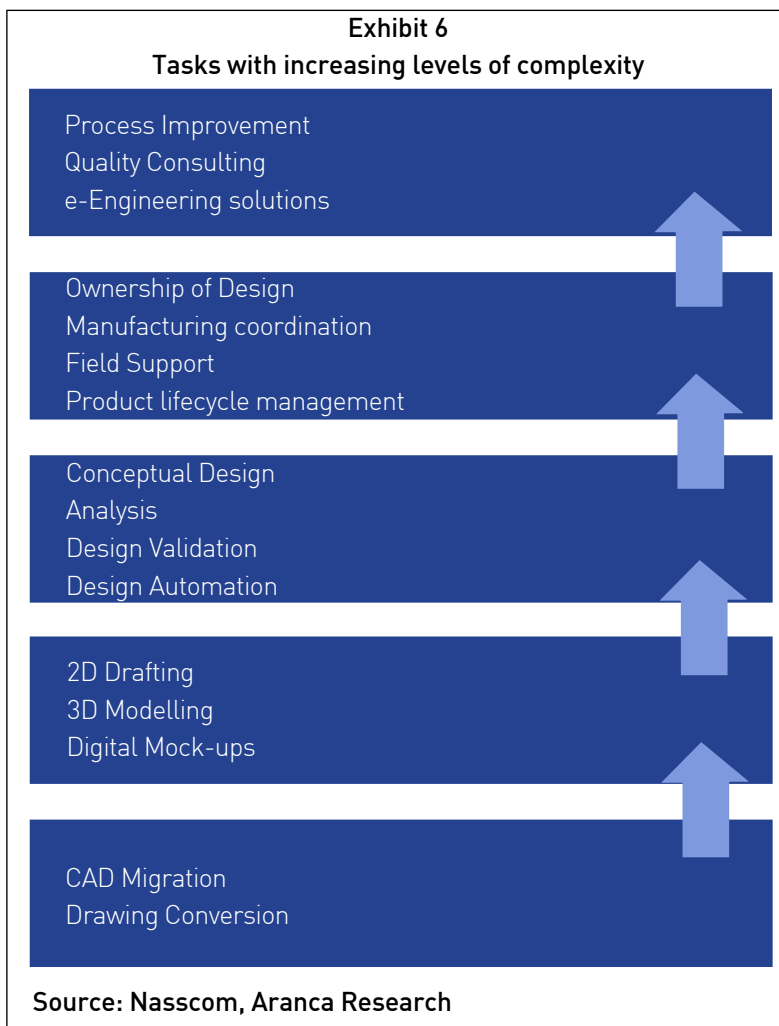 Exhibit 6
Tasks with increasing levels of complexity
Process Improvement
Quality Consulting
e-Engineering solutions
Ownership of Design
Manufacturing coordination
Field Support
Product lifecycle management
Conceptual Design
Analysis
Design Validation
Design Automation
2D Drafting
3D Modelling
Digital Mock-ups
CAD Migration
Drawing Conversion
Source: Nasscom, Aranca Research